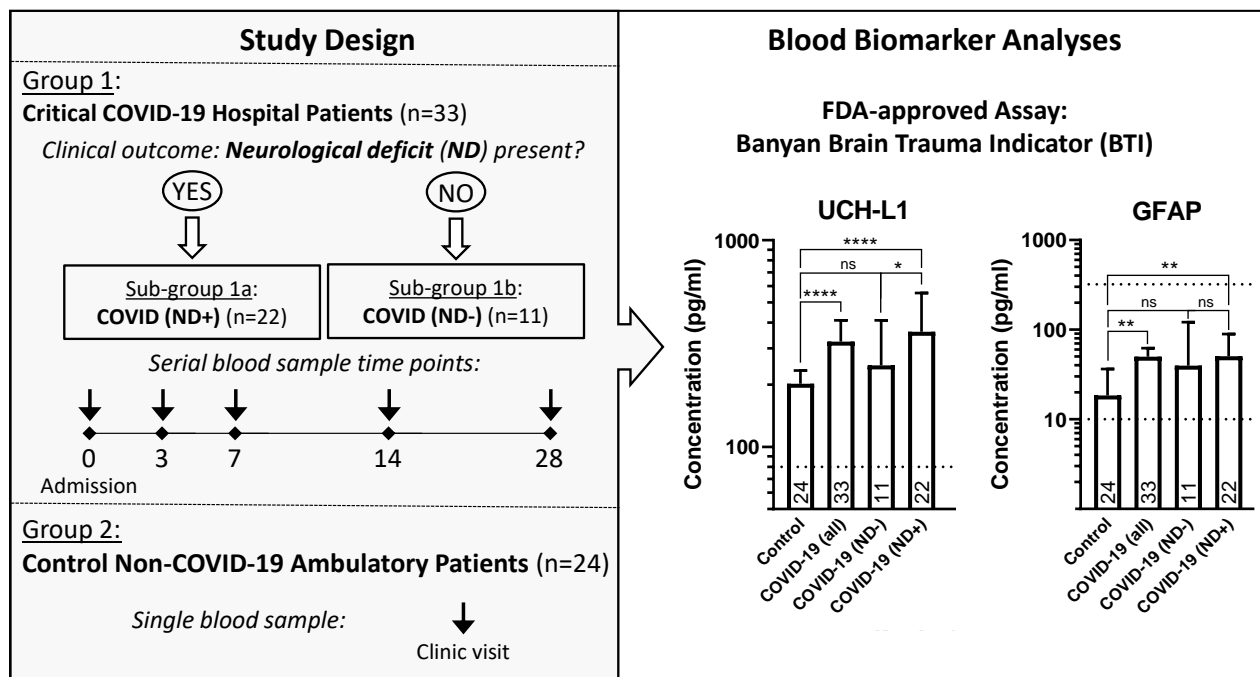 Study Design
Group 1:
Critical COVID-19 Hospital Patients (n=33)
Clinical outcome: Neurological deficit (ND) present?
YES
NO
Sub-group 1a:
COVID (ND+) (n=22)
Sub-group 1b:
COVID (ND-) (n=11)
Serial blood sample time points:
0 3 7 14 28
Admission
Group 2:
Control Non-COVID-19 Ambulatory Patients (n=24)
Single blood sample:
Clinic visit
Blood Biomarker Analyses
FDA-approved Assay:
Banyan Brain Trauma Indicator (BTI)
UCH-L1
Concentration (pg/ml)
1000
100
****
ns
*
****
24
33
11
22
Control
COVID-19 (all)
COVID-19 (ND-)
COVID-19 (ND+)
GFAP
Concentration (pg/ml)
1000
100
10
1
**
ns
ns
**
24
33
11
22
Control
COVID-19 (all)
COVID-19 (ND-)
COVID-19 (ND+)